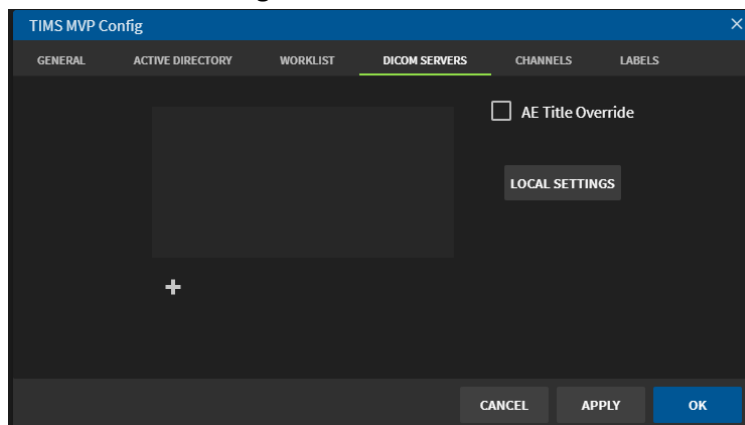 TIMS MVP Config
GENERAL ACTIVE DIRECTORY WORKLIST DICOM SERVERS CHANNELS LABELS
AE Title Override
LOCAL SETTINGS
CANCEL APPLY OK